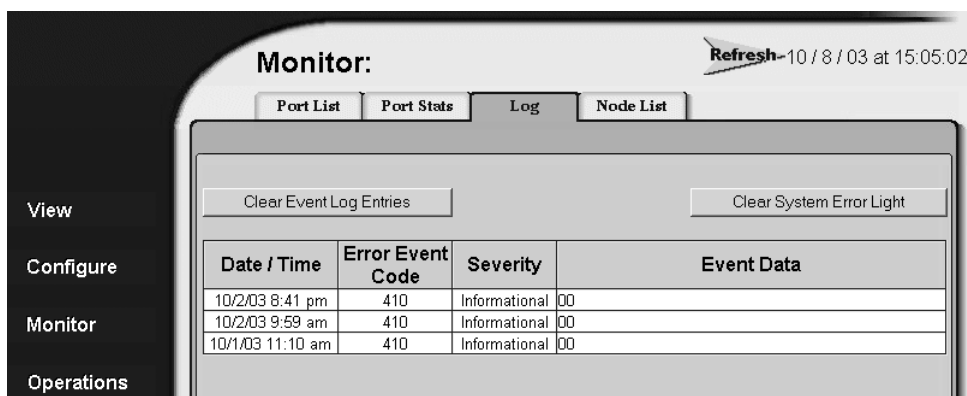 Monitor:
Refresh-10 / 8 / 03 at 15:05:02
Port List Port Stats Log Node List
Clear Event Log Entries Clear System Error Light
View
Configure
Monitor
Operations
Date / Time Error Event Code Severity Event Data
10/2/03 8:41 pm 410 Informational 00
10/2/03 9:59 am 410 Informational 00
10/1/03 11:10 am 410 Informational 00